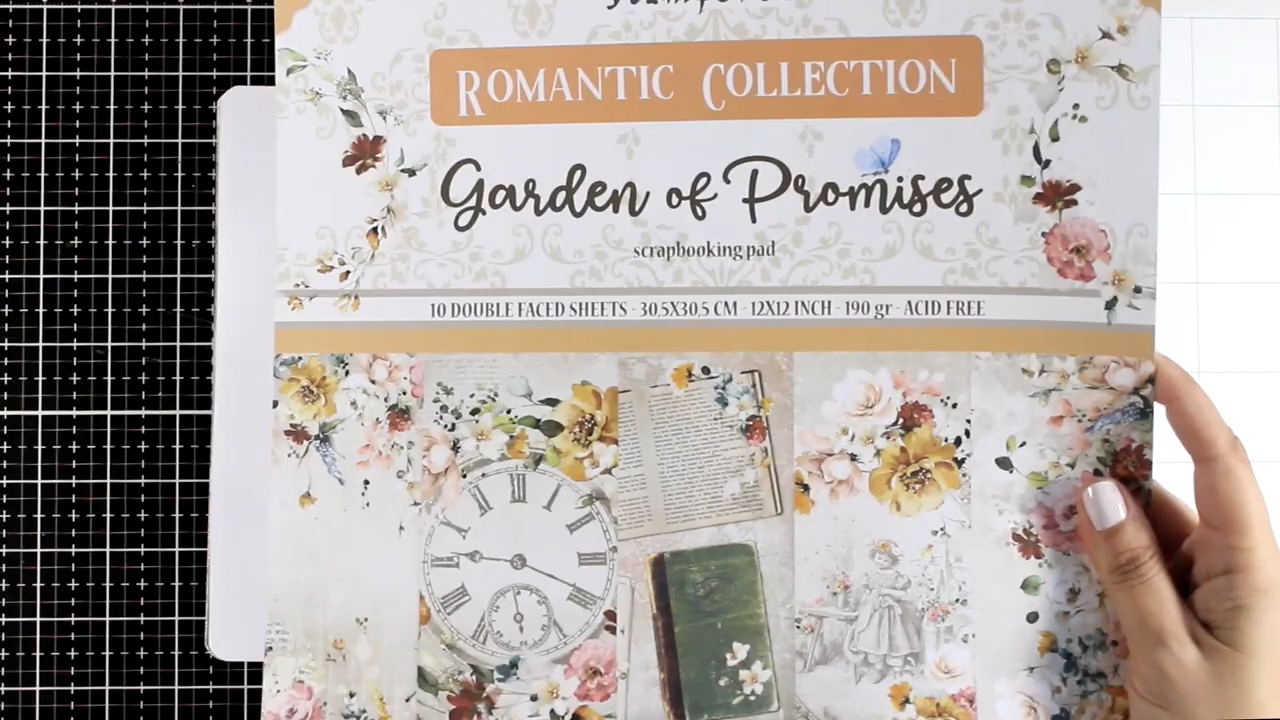 Romantic Collection
Garden of Promises
scrapbooking pad
10 DOUBLE FACED SHEETS - 30,5X30,5 CM - 12X12 INCH - 190 gr - ACID FREE